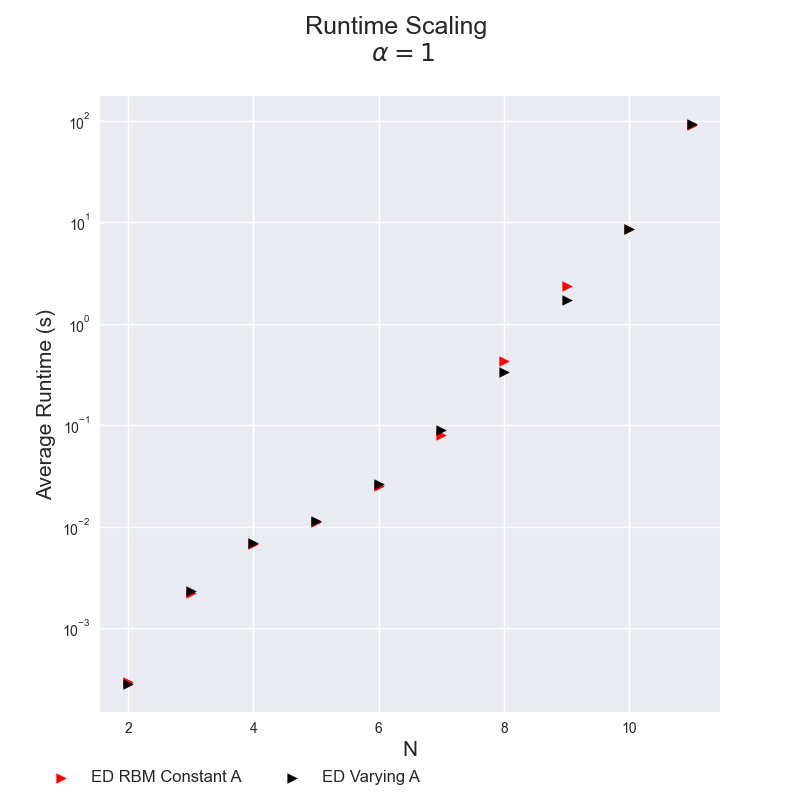 Runtime Scaling
α = 1
Average Runtime (s)
10²
10¹
10⁰
10⁻¹
10⁻²
10⁻³
2 4 6 8 10
N
ED RBM Constant A ED Varying A